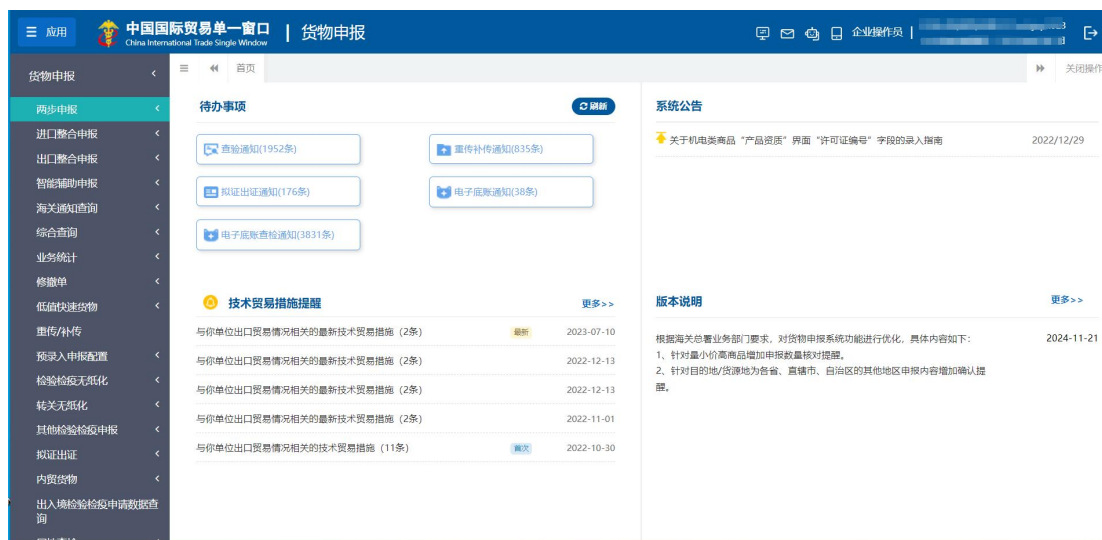 应用
中国国际贸易单一窗口
China International Trade Single Window
货物申报
企业操作员
货物申报
首页
关闭操作
两步申报
进口整合申报
出口整合申报
智能辅助申报
海关通知查询
综合查询
业务统计
修撤单
低值快速货物
重传/补传
预录入申报配置
检验检疫无纸化
转关无纸化
其他检验检疫申报
拟证出证
内贸货物
出入境检验检疫申请数据查
询
待办事项
刷新
查验通知(1952条)
重传补传通知(835条)
拟证出证通知(176条)
电子底账通知(38条)
电子底账查检通知(3831条)
系统公告
关于机电类商品“产品资质”界面“许可证编号”字段的录入指南
2022/12/29
技术贸易措施提醒
更多>>
与你单位出口贸易情况相关的最新技术贸易措施（2条）
最新
2023-07-10
与你单位出口贸易情况相关的最新技术贸易措施（2条）
2022-12-13
与你单位出口贸易情况相关的最新技术贸易措施（2条）
2022-12-13
与你单位出口贸易情况相关的最新技术贸易措施（2条）
2022-11-01
与你单位出口贸易情况相关的技术贸易措施（11条）
首次
2022-10-30
版本说明
更多>>
根据海关总署业务部门要求，对货物申报系统功能进行优化，具体内容如下：
2024-11-21
1、针对量小价高商品增加申报数量核对提醒。
2、针对目的地/货源地为各省、直辖市、自治区的其他地区申报内容增加确认提
醒。